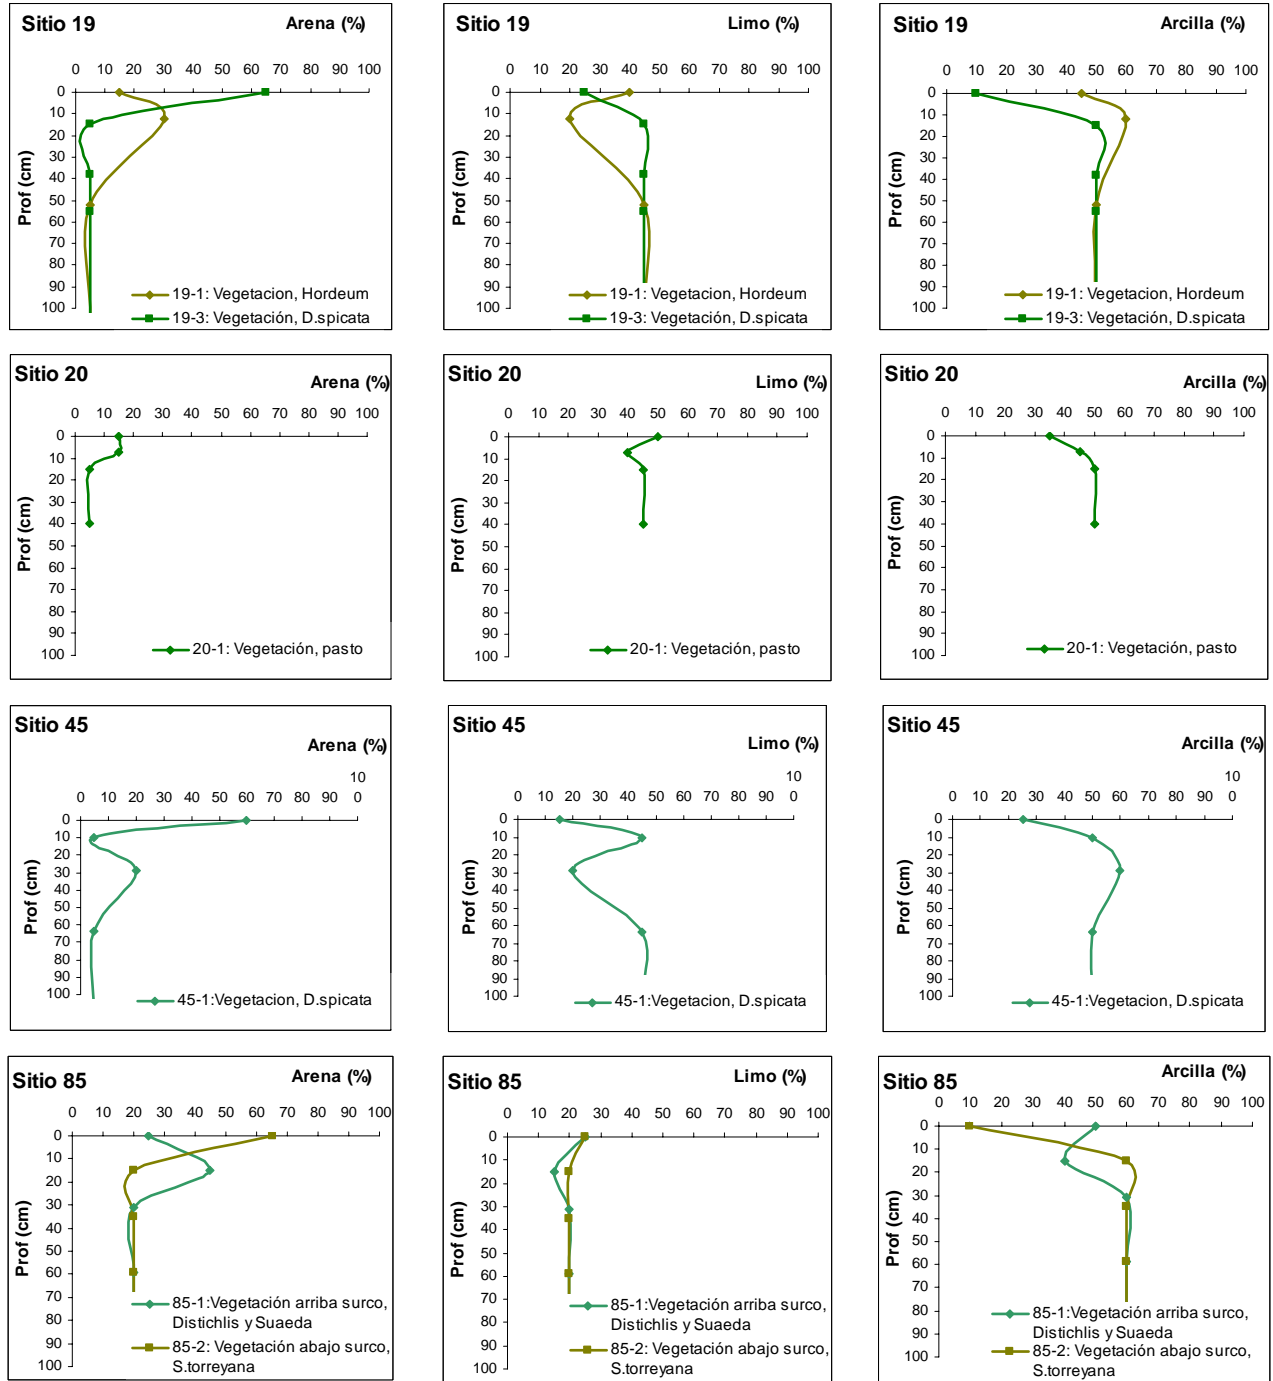 Sitio 19
Arena (%)
0 10 20 30 40 50 60 70 80 90 100
0
10
20
30
40
50
60
70
80
90
100
Prof (cm)
19-1: Vegetacion, Hordeum
19-3: Vegetación, D.spicata
Sitio 19
Limo (%)
0 10 20 30 40 50 60 70 80 90 100
0
10
20
30
40
50
60
70
80
90
100
Prof (cm)
19-1: Vegetacion, Hordeum
19-3: Vegetación, D.spicata
Sitio 19
Arcilla (%)
0 10 20 30 40 50 60 70 80 90 100
0
10
20
30
40
50
60
70
80
90
100
Prof (cm)
19-1: Vegetacion, Hordeum
19-3: Vegetación, D.spicata
Sitio 20
Arena (%)
0 10 20 30 40 50 60 70 80 90 100
0
10
20
30
40
50
60
70
80
90
100
Prof (cm)
20-1: Vegetación, pasto
Sitio 20
Limo (%)
0 10 20 30 40 50 60 70 80 90 100
0
10
20
30
40
50
60
70
80
90
100
Prof (cm)
20-1: Vegetación, pasto
Sitio 20
Arcilla (%)
0 10 20 30 40 50 60 70 80 90 100
0
10
20
30
40
50
60
70
80
90
100
Prof (cm)
20-1: Vegetación, pasto
Sitio 45
Arena (%)
10
0 10 20 30 40 50 60 70 80 90 0
0
10
20
30
40
50
60
70
80
90
100
Prof (cm)
45-1:Vegetacion, D.spicata
Sitio 45
Limo (%)
10
0 10 20 30 40 50 60 70 80 90 0
0
10
20
30
40
50
60
70
80
90
100
Prof (cm)
45-1:Vegetacion, D.spicata
Sitio 45
Arcilla (%)
10
0 10 20 30 40 50 60 70 80 90 0
0
10
20
30
40
50
60
70
80
90
100
Prof (cm)
45-1:Vegetacion, D.spicata
Sitio 85
Arena (%)
0 10 20 30 40 50 60 70 80 90 100
0
10
20
30
40
50
60
70
80
90
100
Prof (cm)
85-1:Vegetación arriba surco,
Distichlis y Suaeda
85-2: Vegetación abajo surco,
S.torreyana
Sitio 85
Limo (%)
0 10 20 30 40 50 60 70 80 90 100
0
10
20
30
40
50
60
70
80
90
100
Prof (cm)
85-1:Vegetación arriba surco,
Distichlis y Suaeda
85-2: Vegetación abajo surco,
S.torreyana
Sitio 85
Arcilla (%)
0 10 20 30 40 50 60 70 80 90 100
0
10
20
30
40
50
60
70
80
90
100
Prof (cm)
85-1:Vegetación arriba surco,
Distichlis y Suaeda
85-2: Vegetación abajo surco,
S.torreyana